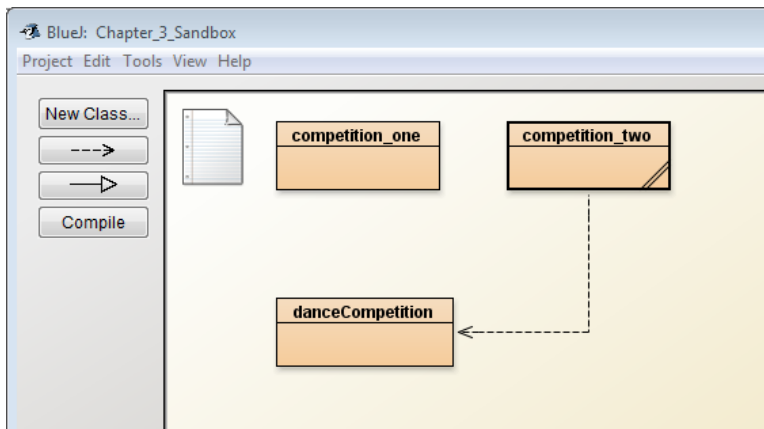 BlueJ: Chapter_3_Sandbox
Project Edit Tools View Help
New Class...
Compile
competition_one
competition_two
danceCompetition